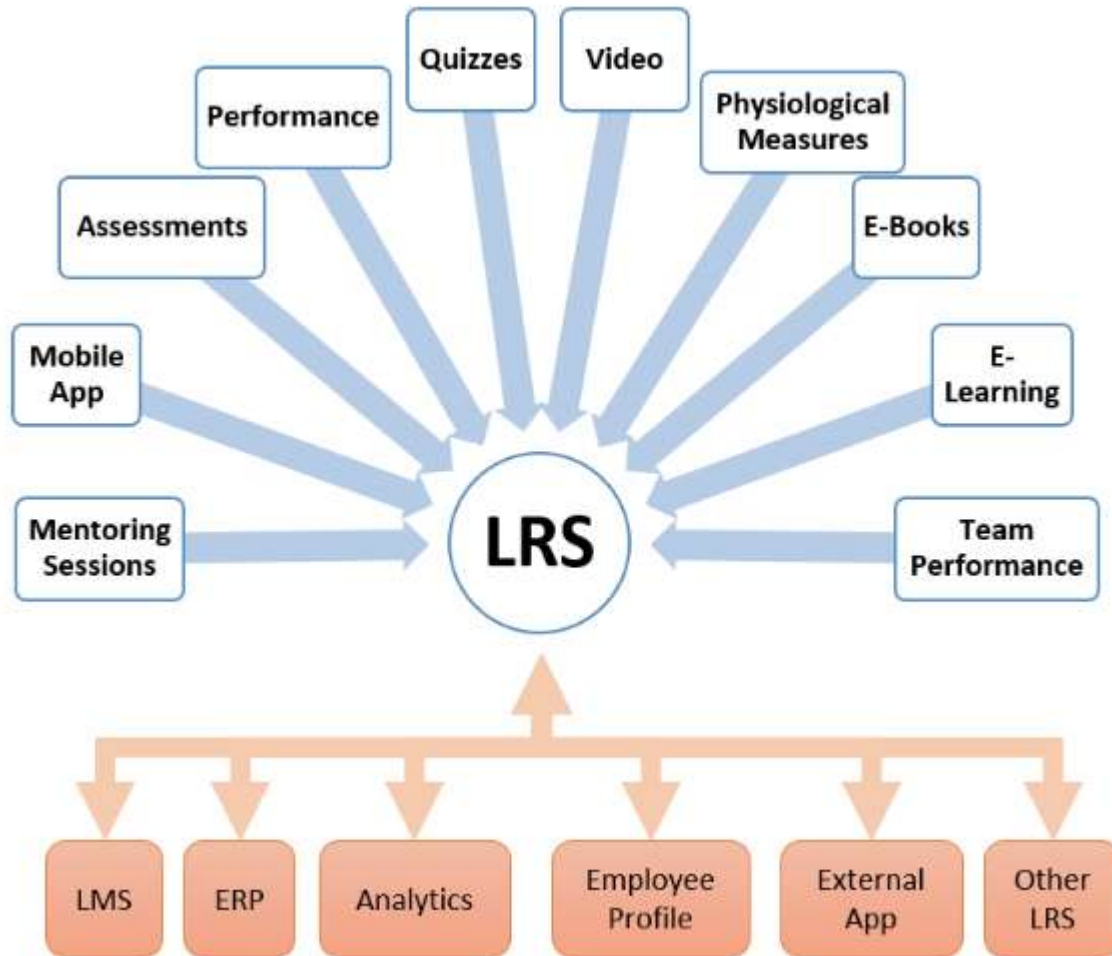 Quizzes
Video
Performance
Physiological
Measures
Assessments
E-Books
Mobile
App
E-
Learning
Mentoring
Sessions
LRS
Team
Performance
LMS
ERP
Analytics
Employee
Profile
External
App
Other
LRS